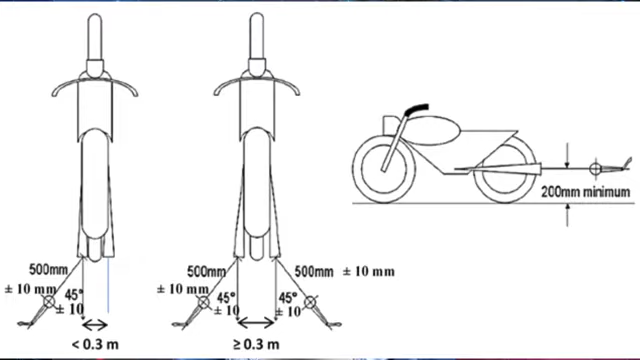 500mm
± 10 mm
45°
± 10
< 0.3 m
500mm
± 10 mm
45°
± 10
45°
± 10
500mm ± 10 mm
≥ 0.3 m
200mm minimum